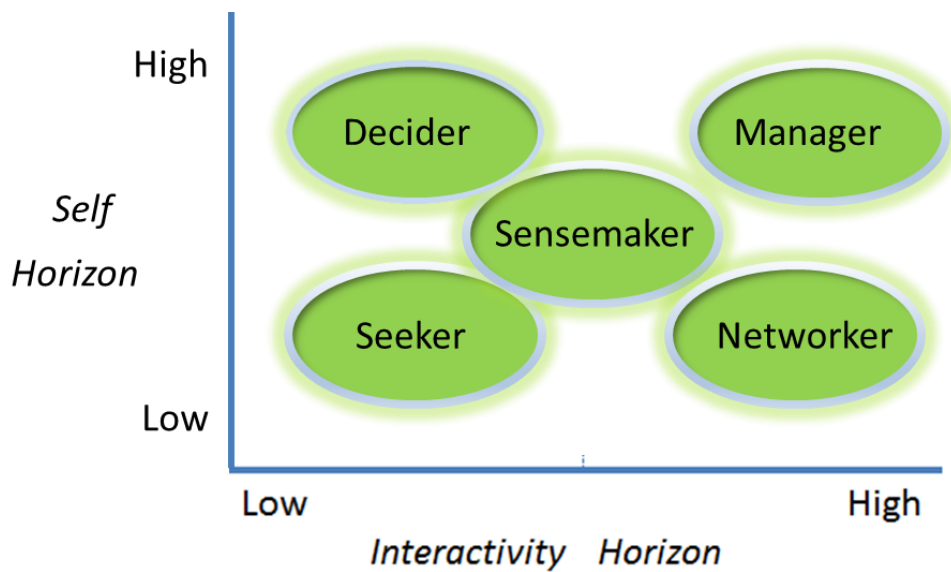 High
Decider
Manager
Self
Horizon
Sensemaker
Seeker
Networker
Low
Low
High
Interactivity Horizon